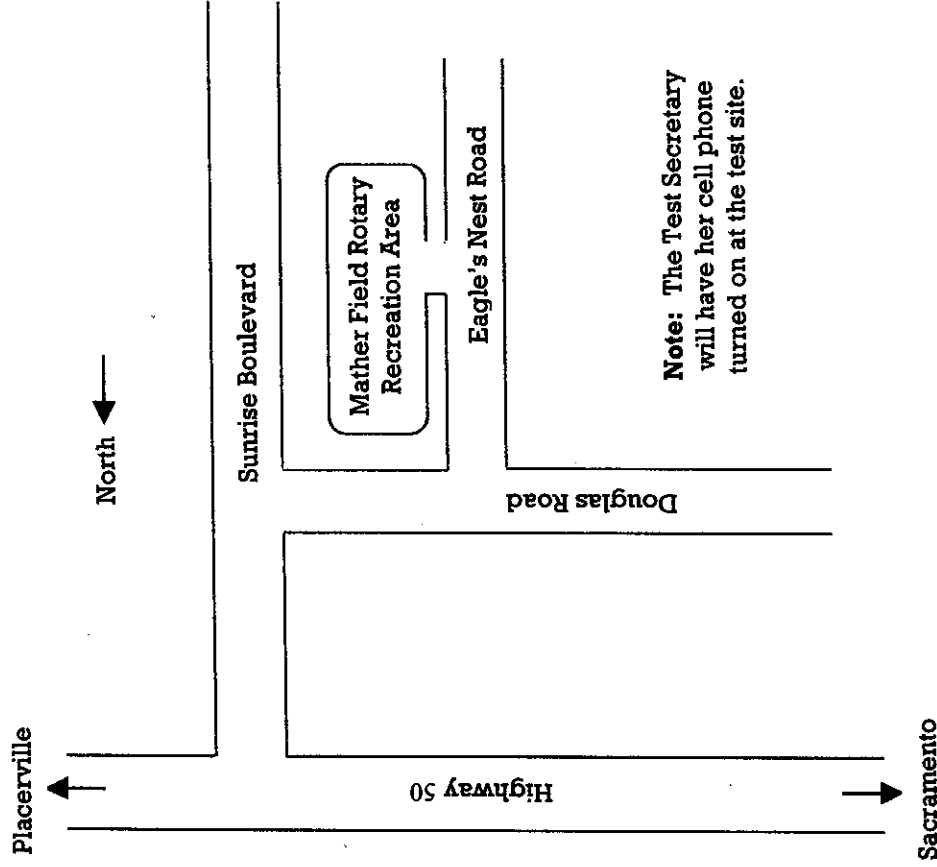 Placerville
North
Sunrise Boulevard
Mather Field Rotary
Recreation Area
Eagle's Nest Road
Douglas Road
Highway 50
Sacramento
Note: The Test Secretary
will have her cell phone
turned on at the test site.